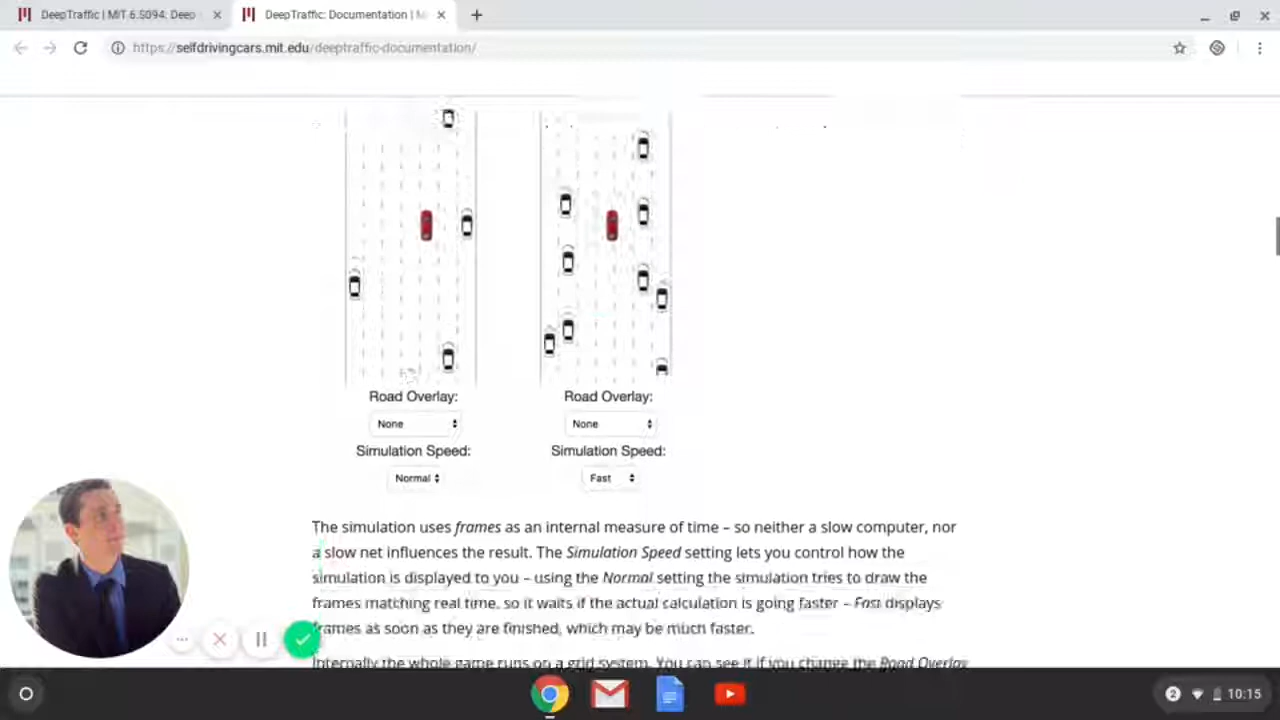 DeepTraffic | MIT 6.S094: Deep
DeepTraffic: Documentation | M
https://selfdrivingcars.mit.edu/deeptraffic-documentation/
Road Overlay: Road Overlay:
None None
Simulation Speed: Simulation Speed:
Normal Fast
The simulation uses frames as an internal measure of time – so neither a slow computer, nor
a slow net influences the result. The Simulation Speed setting lets you control how the
simulation is displayed to you – using the Normal setting the simulation tries to draw the
frames matching real time, so it waits if the actual calculation is going faster – Fast displays
frames as soon as they are finished, which may be much faster.
Internally the whole game runs on a grid system. You can see it if you change the Road Overlay
2 10:15